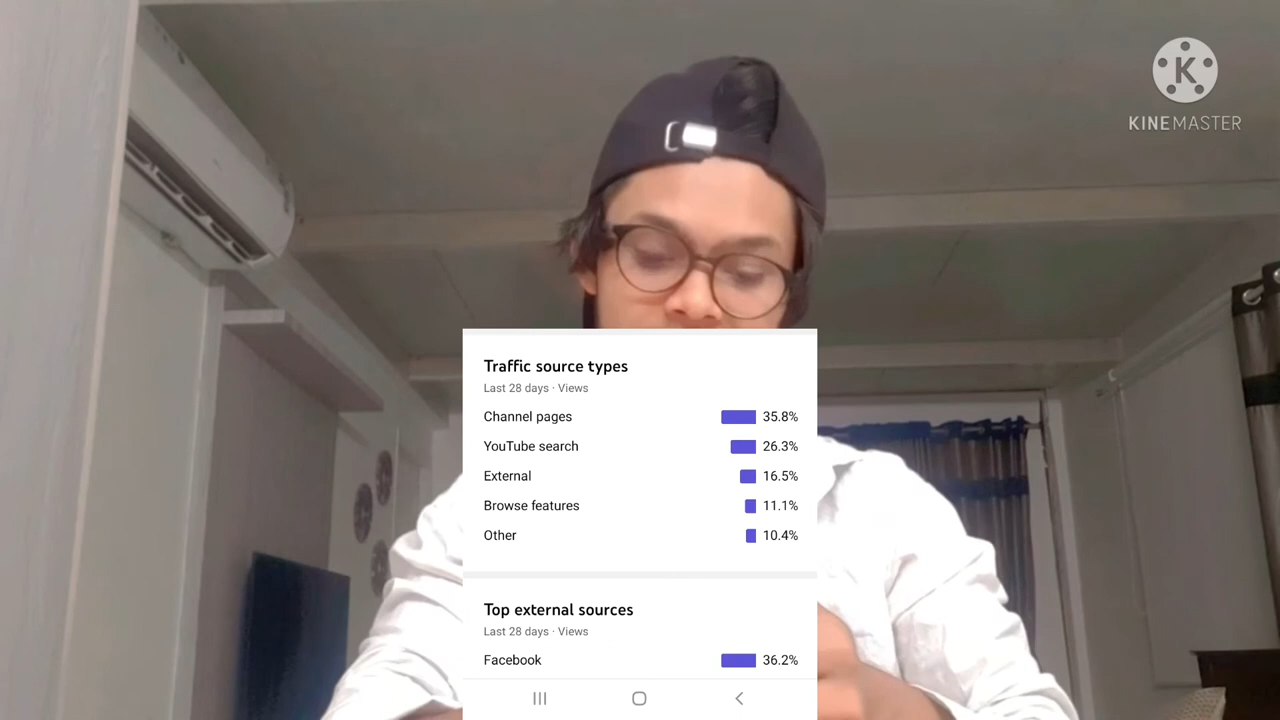 K
KINEMASTER
Traffic source types
Last 28 days · Views
Channel pages 35.8%
YouTube search 26.3%
External 16.5%
Browse features 11.1%
Other 10.4%
Top external sources
Last 28 days · Views
Facebook 36.2%